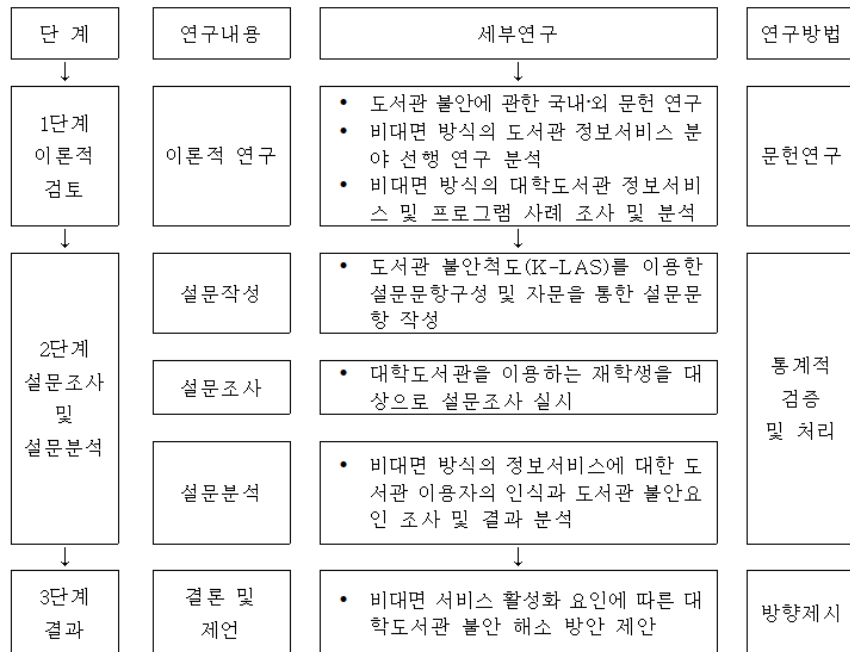 단 계
연구내용
세부연구
연구방법
↓
↓
1단계
이론적
검토
이론적 연구
• 도서관 불안에 관한 국내·외 문헌 연구
• 비대면 방식의 도서관 정보서비스 분
야 선행 연구 분석
• 비대면 방식의 대학도서관 정보서비
스 및 프로그램 사례 조사 및 분석
문헌연구
↓
↓
2단계
설문조사
및
설문분석
설문작성
• 도서관 불안척도(K-LAS)를 이용한
설문문항구성 및 자문을 통한 설문문
항 작성
설문조사
• 대학도서관을 이용하는 재학생을 대
상으로 설문조사 실시
설문분석
• 비대면 방식의 정보서비스에 대한 도
서관 이용자의 인식과 도서관 불안요
인 조사 및 결과 분석
통계적
검증
및 처리
↓
↓
3단계
결과
결론 및
제언
• 비대면 서비스 활성화 요인에 따른 대
학도서관 불안 해소 방안 제안
방향제시